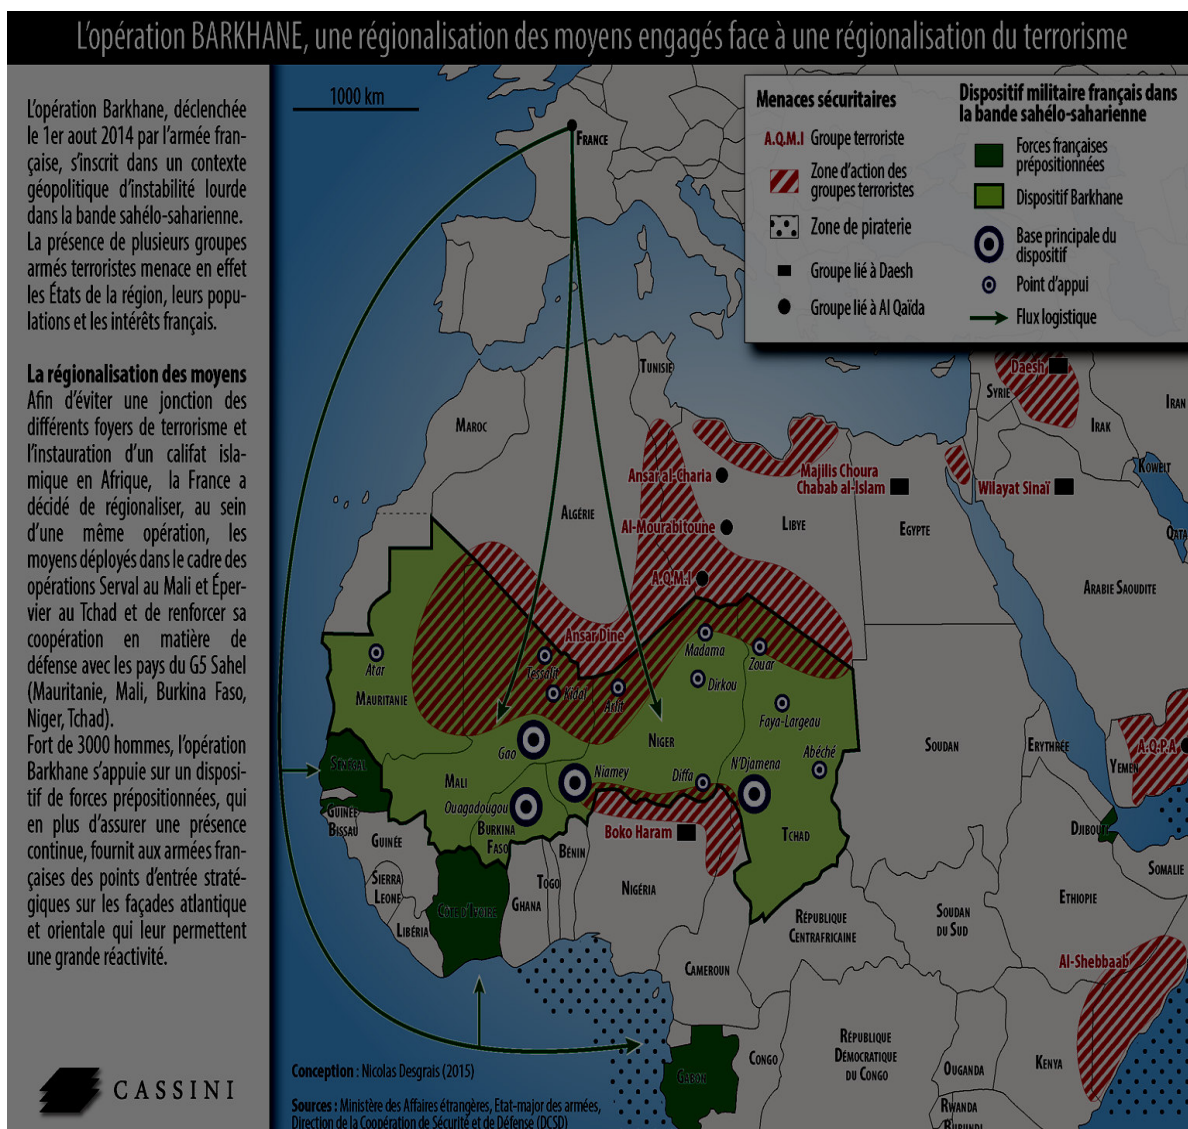 L'opération BARKHANE, une régionalisation des moyens engagés face à une régionalisation du terrorisme
L'opération Barkhane, déclenchée
le 1er aout 2014 par l'armée fran-
çaise, s'inscrit dans un contexte
géopolitique d'instabilité lourde
dans la bande sahélo-saharienne.
La présence de plusieurs groupes
armés terroristes menace en effet
les États de la région, leurs popu-
lations et les intérêts français.
La régionalisation des moyens
Afin d'éviter une jonction des
différents foyers de terrorisme et
l'instauration d'un califat isla-
mique en Afrique, la France a
décidé de régionaliser, au sein
d'une même opération, les
moyens déployés dans le cadre des
opérations Serval au Mali et Éper-
vier au Tchad et de renforcer sa
coopération en matière de
défense avec les pays du G5 Sahel
(Mauritanie, Mali, Burkina Faso,
Niger, Tchad).
Fort de 3000 hommes, l'opération
Barkhane s'appuie sur un disposi-
tif de forces prépositionnées, qui
en plus d'assurer une présence
continue, fournit aux armées fran-
çaises des points d'entrée straté-
giques sur les façades atlantique
et orientale qui leur permettent
une grande réactivité.
CASSINI
1000 km
Menaces sécuritaires
A.Q.M.I Groupe terroriste
Zone d'action des
groupes terroristes
Zone de piraterie
Groupe lié à Daesh
Groupe lié à Al Qaïda
Dispositif militaire français dans
la bande sahélo-saharienne
Forces françaises
prépositionnées
Dispositif Barkhane
Base principale du
dispositif
Point d'appui
Flux logistique
FRANCE
TUNISIE
MAROC
ALGÉRIE
LIBYE
EGYPTE
SYRIE
IRAK
IRAN
KOWEÏT
QATA
ARABIE SAOUDITE
Daesh
Ansar al-Charia
Majilis Choura
Chabab al-Islam
Wilayat Sinaï
Al-Mourabitoune
A.Q.M.I
Ansar Dine
Atar
MAURITANIE
Tessalit
Kidal
Arlit
Madama
Zouar
Dirkou
Faya-Largeau
Abéché
Gao
NIGER
MALI
Niamey
Diffa
N'Djamena
Ouagadougou
BURKINA
FASO
TCHAD
SOUDAN
ERYTHRÉE
YEMEN
A.Q.P.A
SÉNÉGAL
GUINÉE
BISSAU
GUINÉE
SIERRA
LEONE
LIBÉRIA
CÔTE D'IVOIRE
GHANA
TOGO
BÉNIN
Boko Haram
NIGÉRIA
CAMEROUN
RÉPUBLIQUE
CENTRAFRICAINE
SOUDAN
DU SUD
ETHIOPIE
DJIBOUTI
SOMALIE
Al-Shebbaab
GABON
CONGO
RÉPUBLIQUE
DÉMOCRATIQUE
DU CONGO
OUGANDA
KENYA
RWANDA
BURUNDI
Conception : Nicolas Desgrais (2015)
Sources : Ministère des Affaires étrangères, Etat-major des armées,
Direction de la Coopération de Sécurité et de Défense (DCSD)